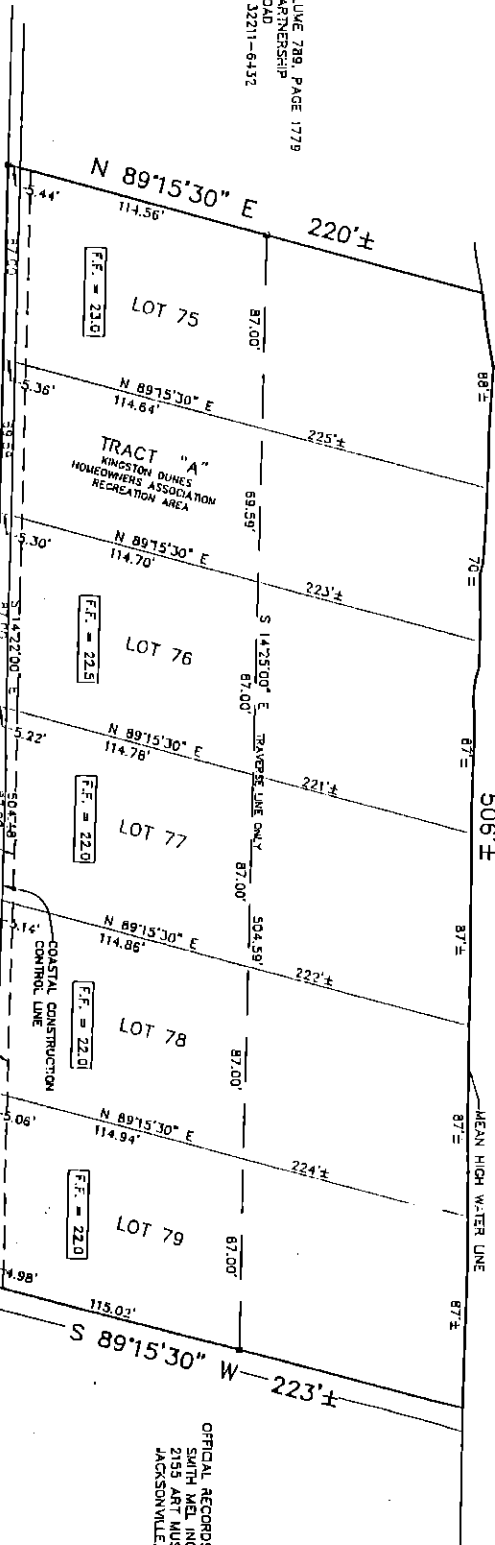 LUME 789, PAGE 1779
ARTNERSHIP
OAD
32211-6432
N 89°15'30" E
220'±
5.44'
114.56'
F.F. = 23.0
LOT 75
87.00'
88'±
5.36'
N 89°15'30" E
114.64'
225'±
TRACT "A"
KINGSTON DUNES
HOMEOWNERS ASSOCIATION
RECREATION AREA
69.59'
70'±
5.30'
N 89°15'30" E
114.70'
223'±
F.F. = 22.5
LOT 76
S 14°25'00" E
87.00'
TRAVERSE LINE ONLY
87'±
506'±
S 14°22'00" E
5.22'
N 89°15'30" E
114.78'
221'±
F.F. = 22.0
LOT 77
87.00'
504.59'
87'±
504.48'
5.14'
N 89°15'30" E
114.86'
222'±
COASTAL CONSTRUCTION
CONTROL LINE
F.F. = 22.0
LOT 78
87.00'
87'±
MEAN HIGH WATER LINE
5.06'
N 89°15'30" E
114.94'
224'±
F.F. = 22.0
LOT 79
87.00'
87'±
4.98'
115.02'
S 89°15'30" W
223'±
OFFICIAL RECORDS
SMITH MEL INC
2155 ART MUS
JACKSONVILLE,